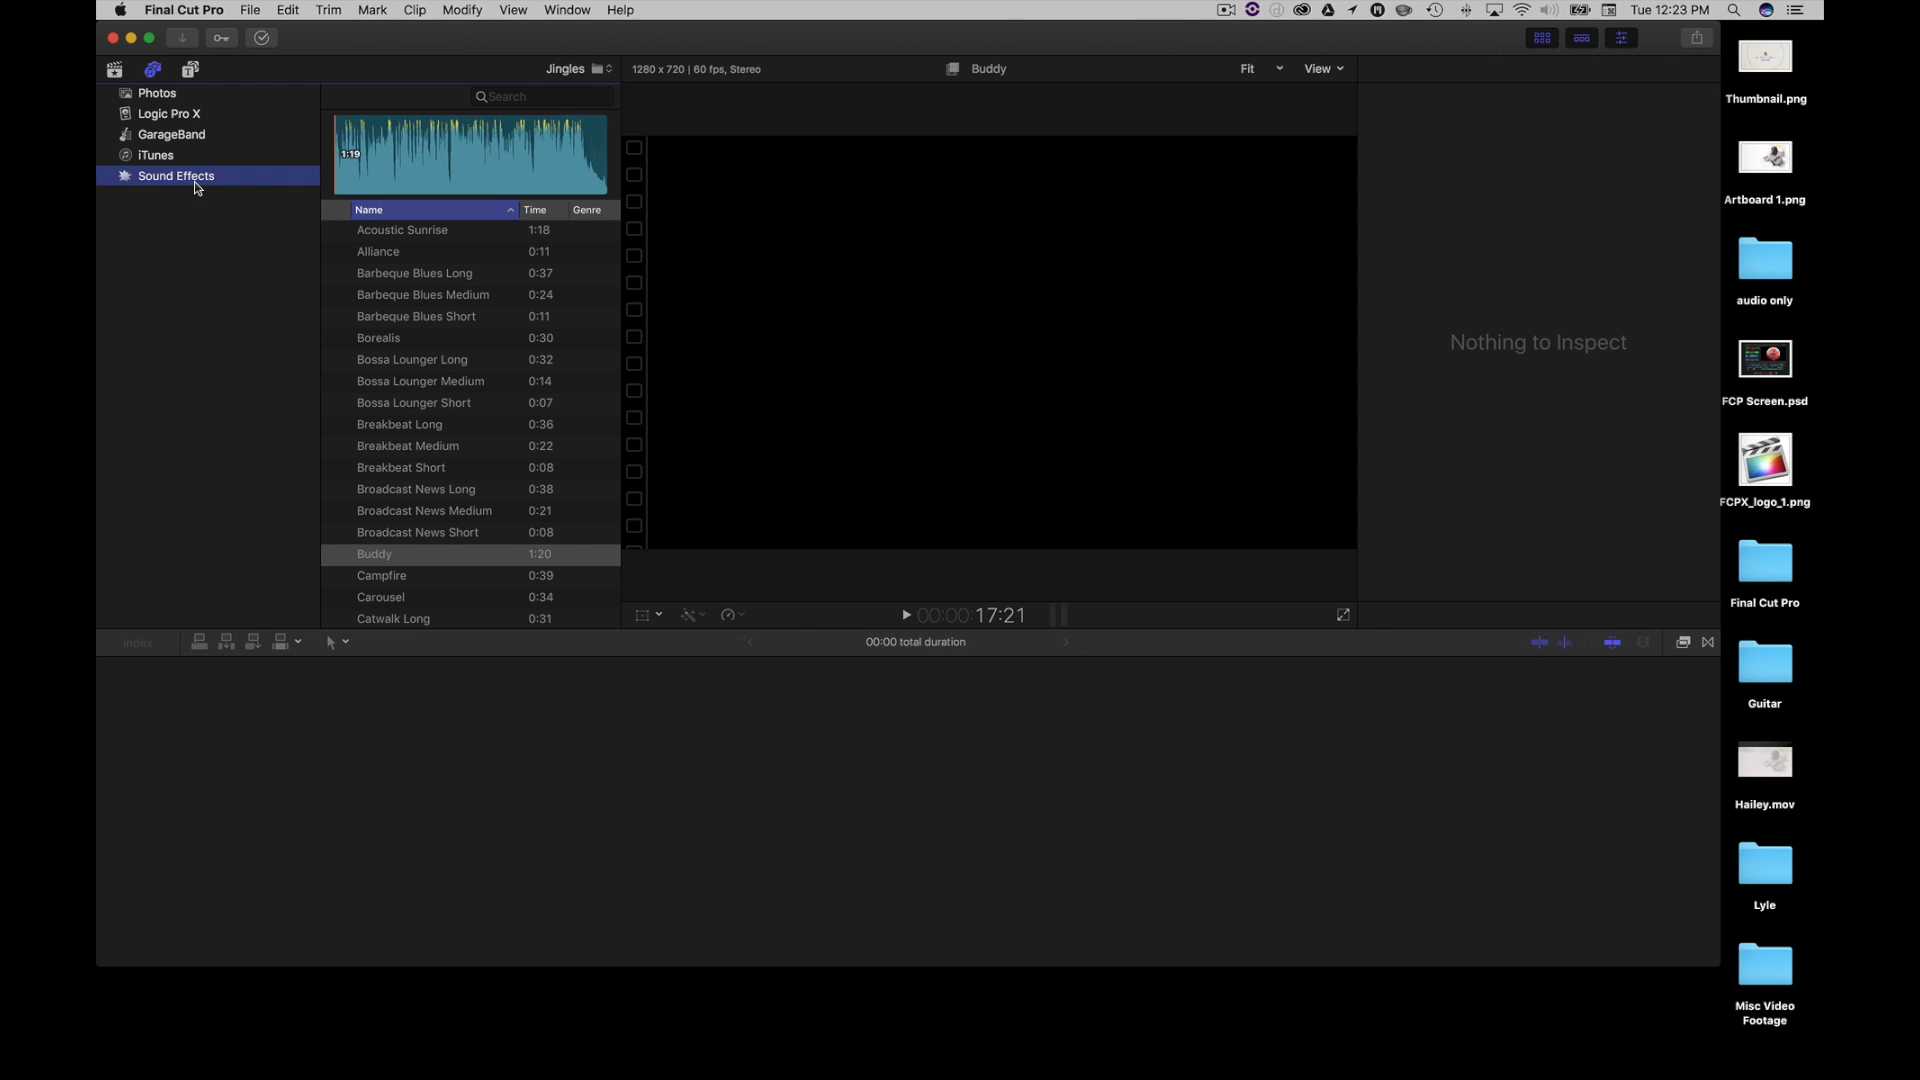 Final Cut Pro File Edit Trim Mark Clip Modify View Window Help Tue 12:23 PM
Jingles 1280 x 720 | 60 fps, Stereo Buddy Fit View
Photos
Logic Pro X
GarageBand
iTunes
Sound Effects
Search
1:19
Name Time Genre
Acoustic Sunrise 1:18
Alliance 0:11
Barbeque Blues Long 0:37
Barbeque Blues Medium 0:24
Barbeque Blues Short 0:11
Borealis 0:30
Bossa Lounger Long 0:32
Bossa Lounger Medium 0:14
Bossa Lounger Short 0:07
Breakbeat Long 0:36
Breakbeat Medium 0:22
Breakbeat Short 0:08
Broadcast News Long 0:38
Broadcast News Medium 0:21
Broadcast News Short 0:08
Buddy 1:20
Campfire 0:39
Carousel 0:34
Catwalk Long 0:31
Nothing to Inspect
00:00:17:21
Index
00:00 total duration
Thumbnail.png
Artboard 1.png
audio only
FCP Screen.psd
FCPX_logo_1.png
Final Cut Pro
Guitar
Hailey.mov
Lyle
Misc Video
Footage